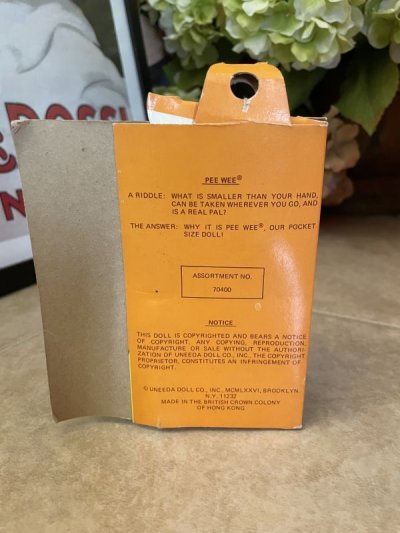 DOSS
N
PEE WEE®
A RIDDLE: WHAT IS SMALLER THAN YOUR HAND,
CAN BE TAKEN WHEREVER YOU GO, AND
IS A REAL PAL?
THE ANSWER: WHY IT IS PEE WEE®, OUR POCKET
SIZE DOLL!
ASSORTMENT NO.
70400
NOTICE
THIS DOLL IS COPYRIGHTED AND BEARS A NOTICE
OF COPYRIGHT. ANY COPYING, REPRODUCTION,
MANUFACTURE OR SALE WITHOUT THE AUTHORI-
ZATION OF UNEEDA DOLL CO., INC., THE COPYRIGHT
PROPRIETOR, CONSTITUTES AN INFRINGEMENT OF
COPYRIGHT.
© UNEEDA DOLL CO., INC., MCMLXXVI, BROOKLYN,
N.Y. 11232
MADE IN THE BRITISH CROWN COLONY
OF HONG KONG